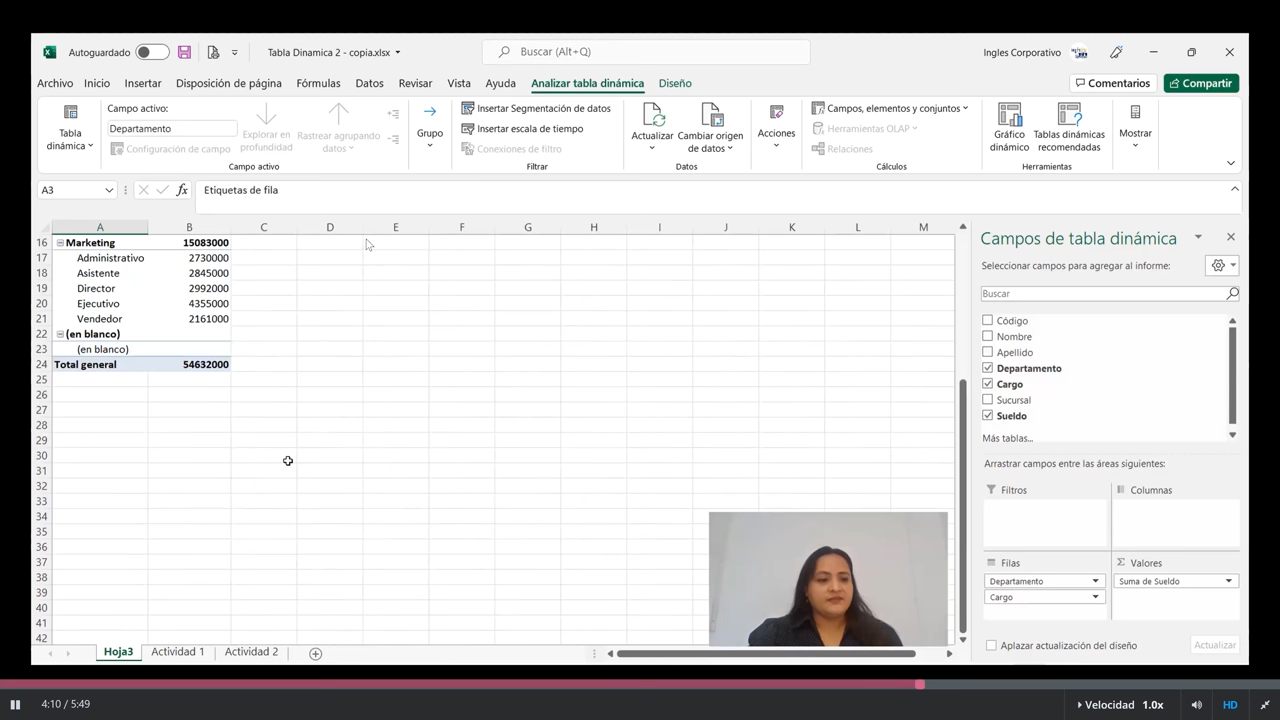 Autoguardado
Tabla Dinamica 2 - copia.xlsx
Buscar (Alt+Q)
Ingles Corporativo
Archivo Inicio Insertar Disposición de página Fórmulas Datos Revisar Vista Ayuda Analizar tabla dinámica Diseño
Comentarios
Compartir
Tabla dinámica
Campo activo:
Departamento
Configuración de campo
Explorar en profundidad
Rastrear agrupando datos
Campo activo
Grupo
Insertar Segmentación de datos
Insertar escala de tiempo
Conexiones de filtro
Filtrar
Actualizar
Cambiar origen de datos
Datos
Acciones
Campos, elementos y conjuntos
Herramientas OLAP
Relaciones
Cálculos
Gráfico dinámico
Tablas dinámicas recomendadas
Herramientas
Mostrar
A3
fx
Etiquetas de fila
A B C D E F G H I J K L M
16 Marketing 15083000
17 Administrativo 2730000
18 Asistente 2845000
19 Director 2992000
20 Ejecutivo 4355000
21 Vendedor 2161000
22 (en blanco)
23 (en blanco)
24 Total general 54632000
25
26
27
28
29
30
31
32
33
34
35
36
37
38
39
40
41
42
Hoja3 Actividad 1 Actividad 2
Campos de tabla dinámica
Seleccionar campos para agregar al informe:
Buscar
Código
Nombre
Apellido
Departamento
Cargo
Sucursal
Sueldo
Más tablas...
Arrastrar campos entre las áreas siguientes:
Filtros
Columnas
Filas
Departamento
Cargo
Σ Valores
Suma de Sueldo
Aplazar actualización del diseño
Actualizar
4:10 / 5:49
Velocidad 1.0x
HD